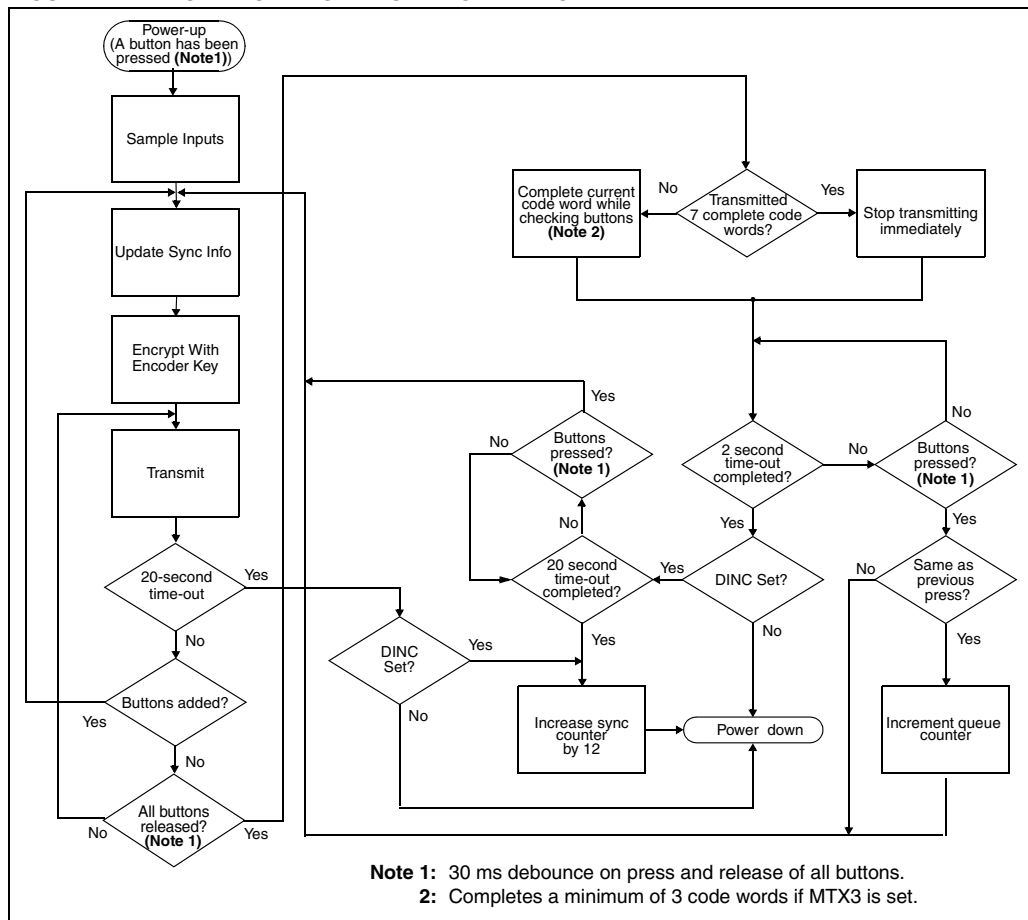 Power-up
(A button has been
pressed (Note1))
Sample Inputs
Update Sync Info
Encrypt With
Encoder Key
Transmit
20-second
time-out
Yes
No
Buttons added?
Yes
No
All buttons
released?
(Note 1)
No
Yes
DINC
Set?
Yes
No
Complete current
code word while
checking buttons
(Note 2)
No
Transmitted
7 complete code
words?
Yes
Stop transmitting
immediately
Yes
Buttons
pressed?
(Note 1)
No
No
20 second
time-out
completed?
Yes
Increase sync
counter
by 12
2 second
time-out
completed?
No
Yes
DINC Set?
Yes
No
Power down
No
Buttons
pressed?
(Note 1)
Yes
Same as
previous
press?
No
Yes
Increment queue
counter
Note 1: 30 ms debounce on press and release of all buttons.
2: Completes a minimum of 3 code words if MTX3 is set.